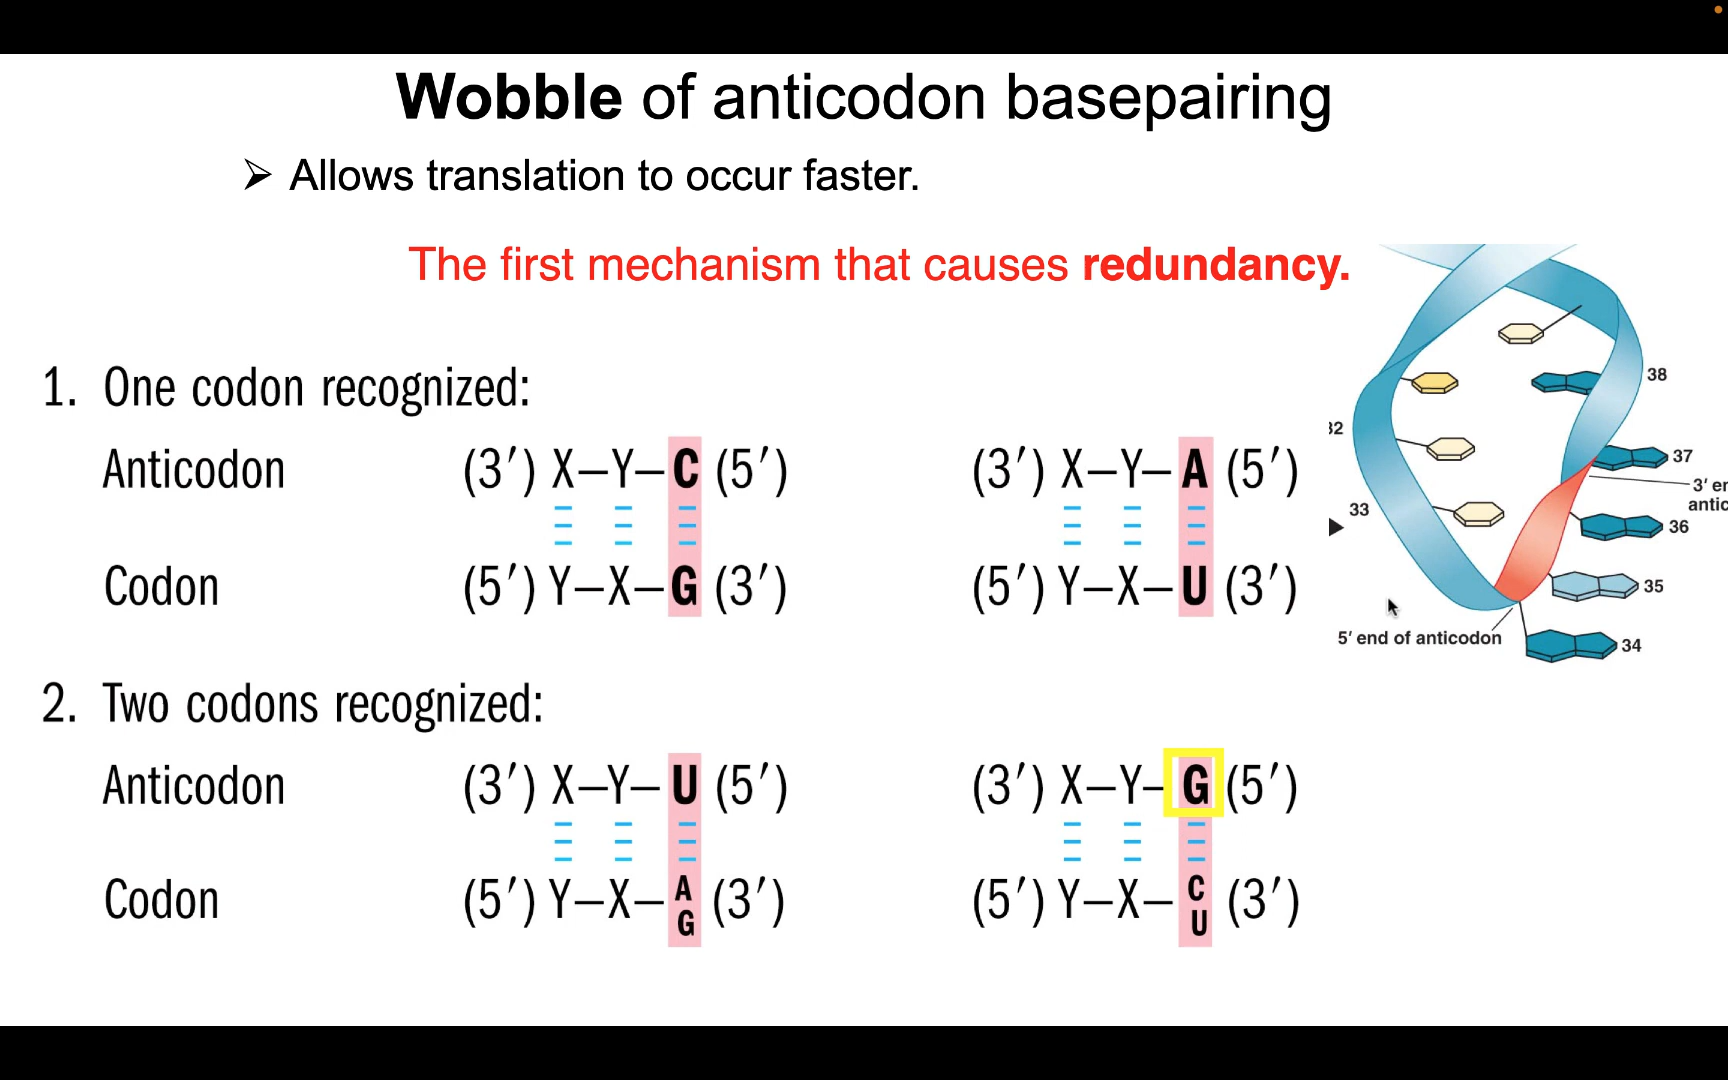 Wobble of anticodon basepairing
➢ Allows translation to occur faster.
The first mechanism that causes redundancy.
1. One codon recognized:
Anticodon (3′) X–Y–C (5′) (3′) X–Y–A (5′)
Codon (5′) Y–X–G (3′) (5′) Y–X–U (3′)
2. Two codons recognized:
Anticodon (3′) X–Y–U (5′) (3′) X–Y–G (5′)
Codon (5′) Y–X–A (3′) (5′) Y–X–C (3′)
G U
38
32
37
3′ er
antic
33
36
35
5′ end of anticodon
34